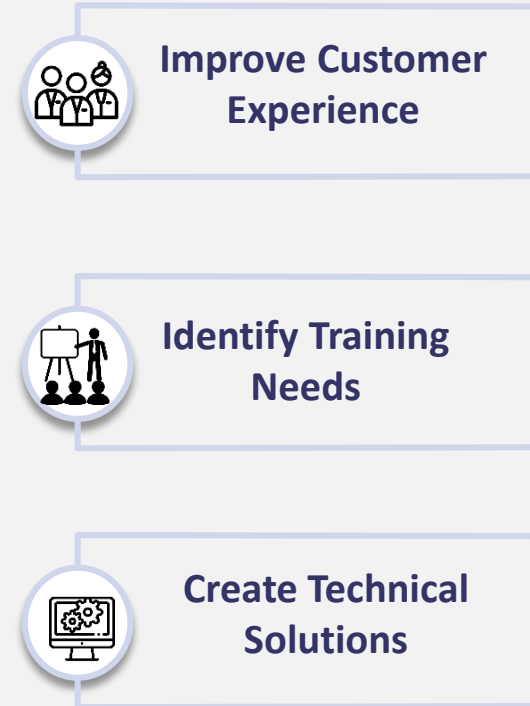 Improve Customer
Experience
Identify Training
Needs
Create Technical
Solutions